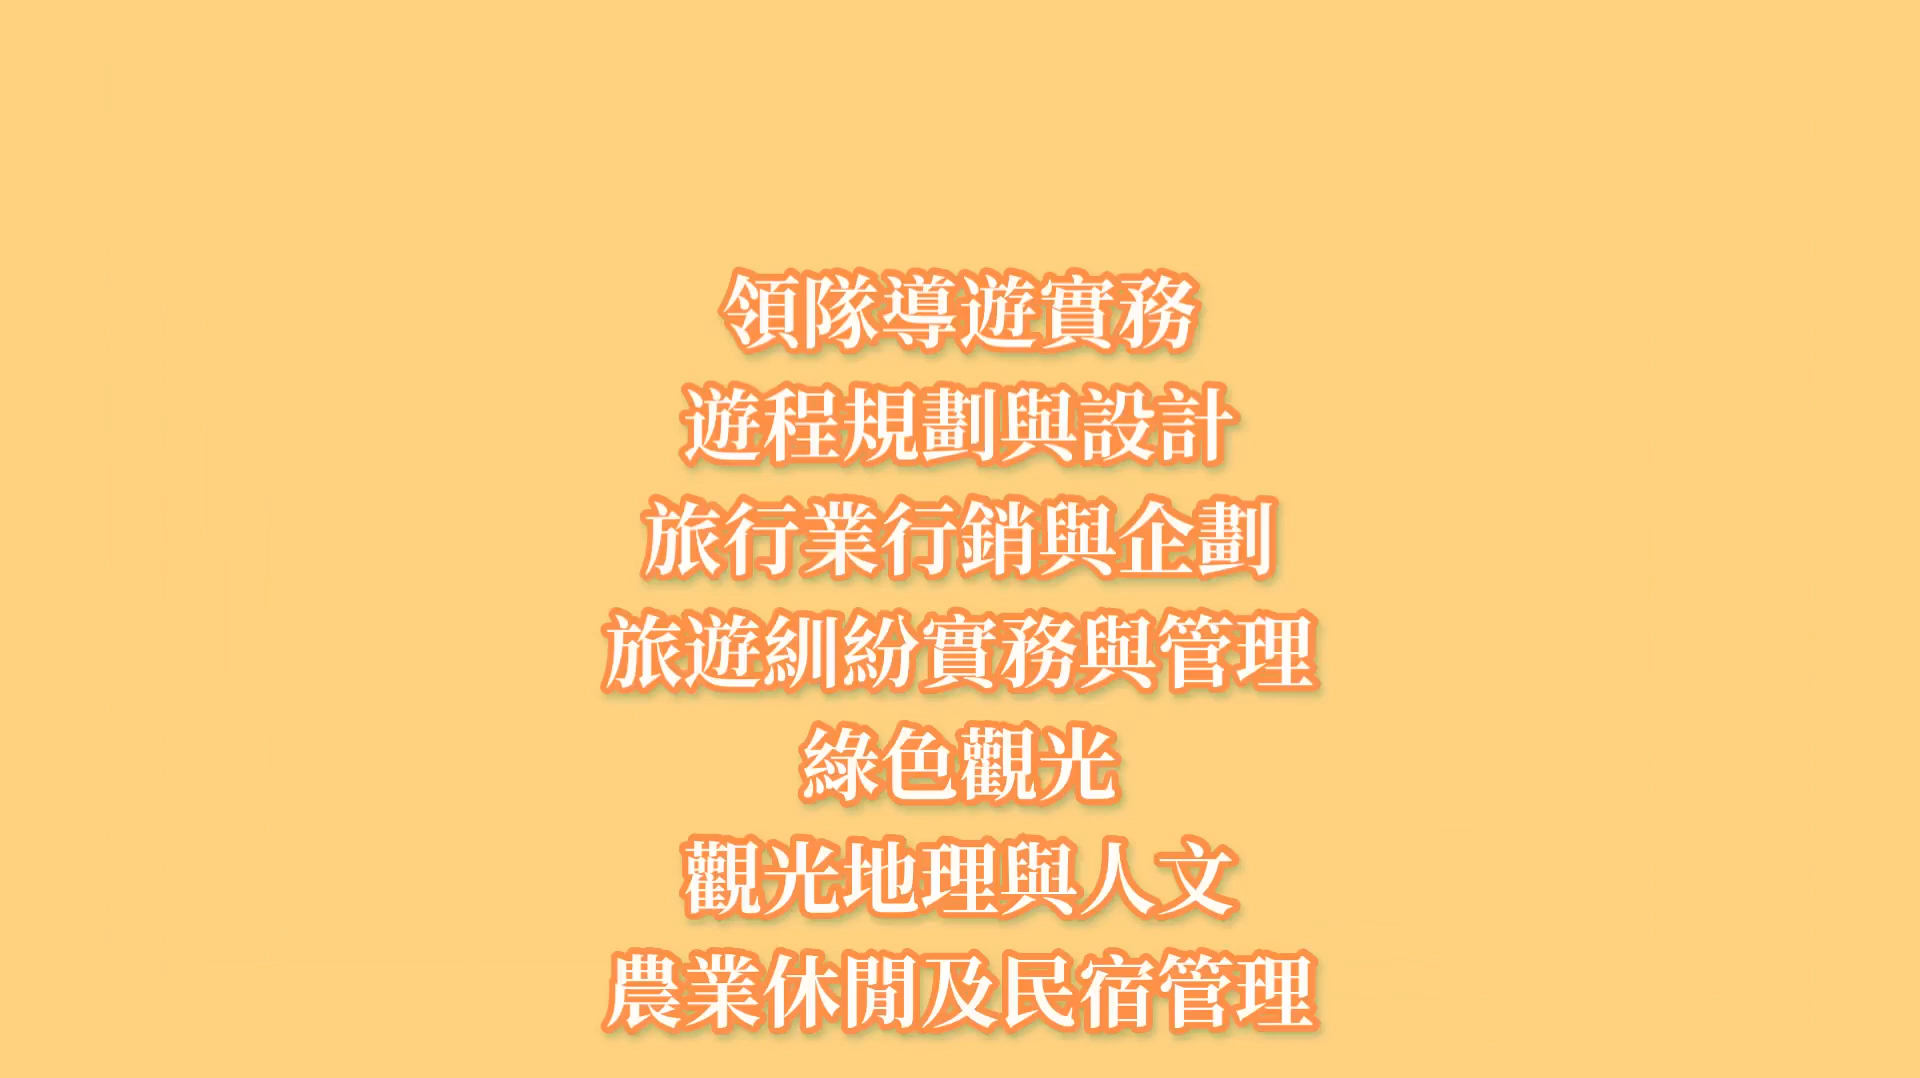 領隊導遊實務
遊程規劃與設計
旅行業行銷與企劃
旅遊糾紛實務與管理
綠色觀光
觀光地理與人文
農業休閒及民宿管理